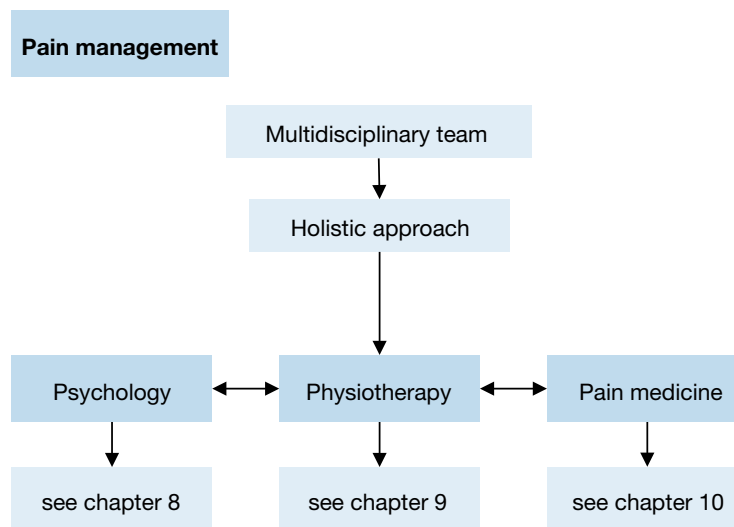 Pain management
Multidisciplinary team
Holistic approach
Psychology
Physiotherapy
Pain medicine
see chapter 8
see chapter 9
see chapter 10